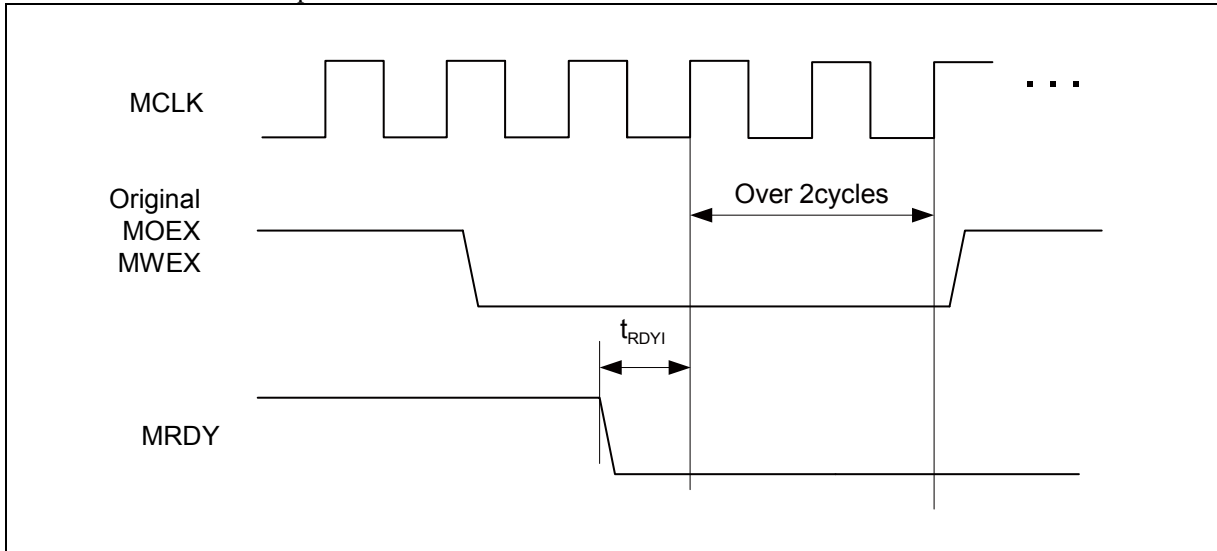 MCLK
. . .
Original
MOEX
MWEX
Over 2cycles
tRDYI
MRDY